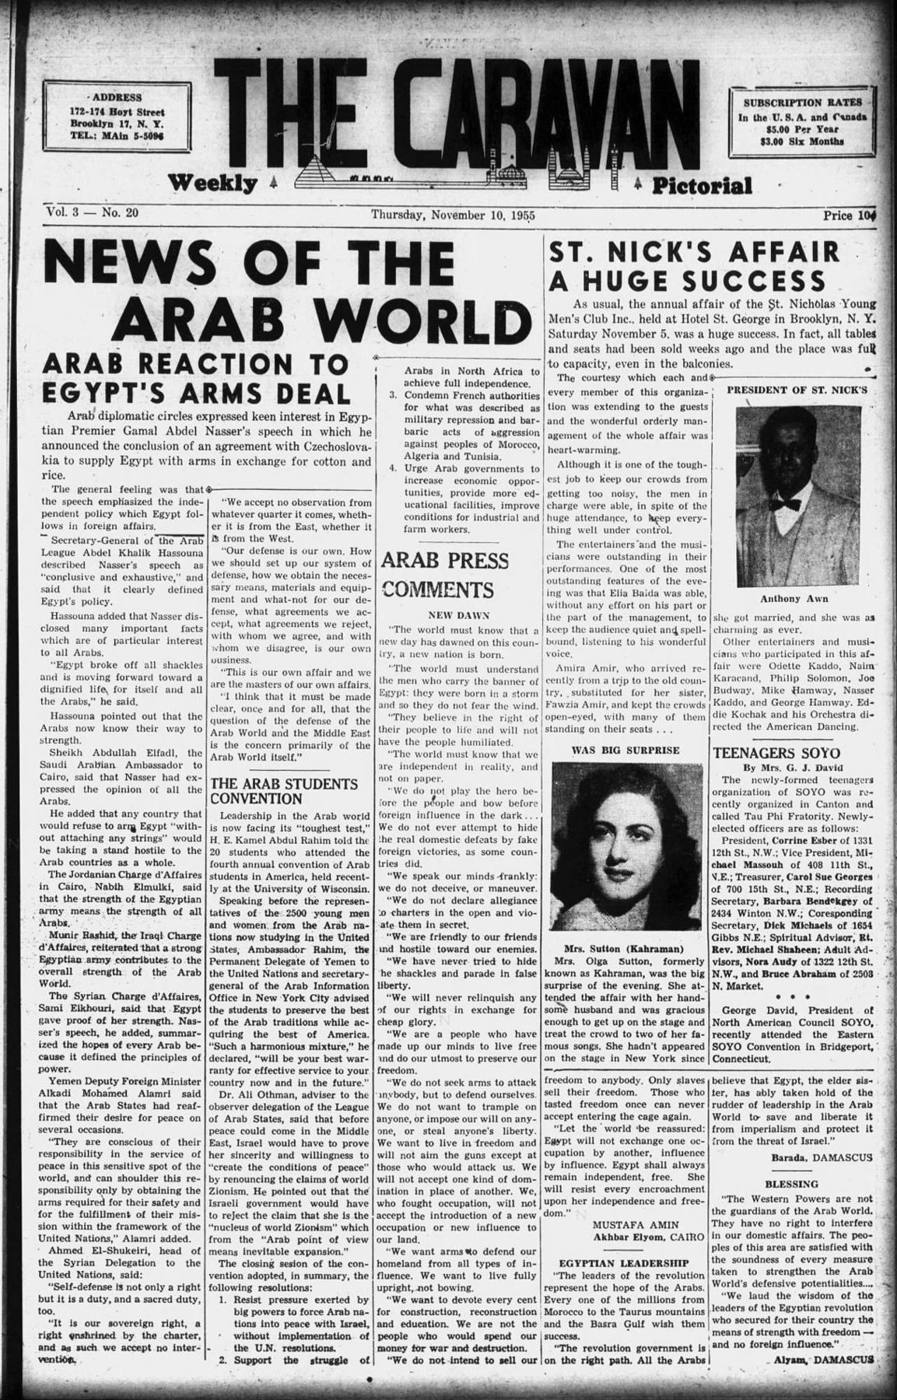 ADDRESS
172-174 Hoyt Street
Brooklyn 17, N. Y.
TEL.: MAin 5-5096
THE CARAVAN
Weekly
Pictorial
SUBSCRIPTION RATES
In the U. S. A. and Canada
$5.00 Per Year
$3.00 Six Months
Vol. 3 — No. 20
Thursday, November 10, 1955
Price 10¢
NEWS OF THE
ARAB WORLD
ARAB REACTION TO
EGYPT'S ARMS DEAL
Arab diplomatic circles expressed keen interest in Egyp-
tian Premier Gamal Abdel Nasser's speech in which he
announced the conclusion of an agreement with Czechoslova-
kia to supply Egypt with arms in exchange for cotton and
rice.
The general feeling was that
the speech emphasized the inde-
pendent policy which Egypt fol-
lows in foreign affairs.
Secretary-General of the Arab
League Abdel Khalik Hassouna
described Nasser's speech as
"conclusive and exhaustive," and
said that it clearly defined
Egypt's policy.
Hassouna added that Nasser dis-
closed many important facts
which are of particular interest
to all Arabs.
"Egypt broke off all shackles
and is moving forward toward a
dignified life, for itself and all
the Arabs," he said.
Hassouna pointed out that the
Arabs now know their way to
strength.
Sheikh Abdullah Elfadl, the
Saudi Arabian Ambassador to
Cairo, said that Nasser had ex-
pressed the opinion of all the
Arabs.
He added that any country that
would refuse to arm Egypt "with-
out attaching any strings" would
be taking a stand hostile to the
Arab countries as a whole.
The Jordanian Charge d'Affaires
in Cairo, Nabih Elmulki, said
that the strength of the Egyptian
army means the strength of all
Arabs.
Munir Rashid, the Iraqi Charge
d'Affaires, reiterated that a strong
Egyptian army contributes to the
overall strength of the Arab
World.
The Syrian Charge d'Affaires,
Sami Elkhouri, said that Egypt
gave proof of her strength. Nas-
ser's speech, he added, summar-
ized the hopes of every Arab be-
cause it defined the principles of
power.
Yemen Deputy Foreign Minister
Alkadi Mohamed Alamri said
that the Arab States had reaf-
firmed their desire for peace on
several occasions.
"They are conscious of their
responsibility in the service of
peace in this sensitive spot of the
world, and can shoulder this re-
sponsibility only by obtaining the
arms required for their safety and
for the fulfillment of their mis-
sion within the framework of the
United Nations," Alamri added.
Ahmed El-Shukeiri, head of
the Syrian Delegation to the
United Nations, said:
"Self-defense is not only a right
but it is a duty, and a sacred duty,
too.
"It is our sovereign right, a
right enshrined by the charter,
and as such we accept no inter-
vention.
"We accept no observation from
whatever quarter it comes, wheth-
er it is from the East, whether it
is from the West.
"Our defense is our own. How
we should set up our system of
defense, how we obtain the neces-
sary means, materials and equip-
ment and what-not for our de-
fense, what agreements we ac-
cept, what agreements we reject,
with whom we agree, and with
whom we disagree, is our own
business.
"This is our own affair and we
are the masters of our own affairs.
"I think that it must be made
clear, once and for all, that the
question of the defense of the
Arab World and the Middle East
is the concern primarily of the
Arab World itself."
THE ARAB STUDENTS
CONVENTION
Leadership in the Arab world
is now facing its "toughest test,"
H. E. Kamel Abdul Rahim told the
20 students who attended the
fourth annual convention of Arab
students in America, held recent-
ly at the University of Wisconsin.
Speaking before the represen-
tatives of the 2500 young men
and women from the Arab na-
tions now studying in the United
States, Ambassador Rahim, the
Permanent Delegate of Yemen to
the United Nations and secretary-
general of the Arab Information
Office in New York City advised
the students to preserve the best
of the Arab traditions while ac-
quiring the best of America.
"Such a harmonious mixture," he
declared, "will be your best war-
ranty for effective service to your
country now and in the future."
Dr. Ali Othman, adviser to the
observer delegation of the League
of Arab States, said that before
peace could come in the Middle
East, Israel would have to prove
her sincerity and willingness to
"create the conditions of peace"
by renouncing the claims of world
Zionism. He pointed out that the
Israeli government would have
to reject the claim that she is the
"nucleus of world Zionism" which
from the "Arab point of view
means inevitable expansion."
The closing sesion of the con-
vention adopted, in summary, the
following resolutions:
1. Resist pressure exerted by
big powers to force Arab na-
tions into peace with Israel,
without implementation of
the U.N. resolutions.
2. Support the struggle of
Arabs in North Africa to
achieve full independence.
3. Condemn French authorities
for what was described as
military repression and bar-
baric acts of aggression
against peoples of Morocco,
Algeria and Tunisia.
4. Urge Arab governments to
increase economic oppor-
tunities, provide more ed-
ucational facilities, improve
conditions for industrial and
farm workers.
ARAB PRESS
COMMENTS
NEW DAWN
"The world must know that a
new day has dawned on this coun-
try, a new nation is born.
"The world must understand
the men who carry the banner of
Egypt: they were born in a storm
and so they do not fear the wind.
"They believe in the right of
their people to life and will not
have the people humiliated.
"The world must know that we
are independent in reality, and
not on paper.
"We do not play the hero be-
fore the people and bow before
foreign influence in the dark...
We do not ever attempt to hide
the real domestic defeats by fake
foreign victories, as some coun-
tries did.
"We speak our minds frankly:
we do not deceive, or maneuver.
"We do not declare allegiance
to charters in the open and vio-
ate them in secret.
"We are friendly to our friends
and hostile toward our enemies.
"We have never tried to hide
the shackles and parade in false
liberty.
"We will never relinquish any
of our rights in exchange for
cheap glory.
"We are a people who have
made up our minds to live free
and do our utmost to preserve our
freedom.
"We do not seek arms to attack
anybody, but to defend ourselves.
We do not want to trample on
anyone, or impose our will on any-
one, or steal anyone's liberty.
We want to live in freedom and
will not aim the guns except at
those who would attack us. We
will not accept one kind of dom-
ination in place of another. We,
who fought occupation, will not
accept the introduction of a new
occupation or new influence to
our land.
"We want arms to defend our
homeland from all types of in-
fluence. We want to live fully
upright, not bowing.
"We want to devote every cent
for construction, reconstruction
and education. We are not the
people who would spend our
money for war and destruction.
"We do not intend to sell our
ST. NICK'S AFFAIR
A HUGE SUCCESS
As usual, the annual affair of the St. Nicholas Young
Men's Club Inc., held at Hotel St. George in Brooklyn, N. Y.
Saturday November 5, was a huge success. In fact, all tables
and seats had been sold weeks ago and the place was full
to capacity, even in the balconies.
The courtesy which each and
every member of this organiza-
tion was extending to the guests
and the wonderful orderly man-
agement of the whole affair was
heart-warming.
Although it is one of the tough-
est job to keep our crowds from
getting too noisy, the men in
charge were able, in spite of the
huge attendance, to keep every-
thing well under control.
The entertainers and the musi-
cians were outstanding in their
performances. One of the most
outstanding features of the eve-
ning was that Elia Baida was able,
without any effort on his part or
the part of the management, to
keep the audience quiet and spell-
bound, listening to his wonderful
voice.
Amira Amir, who arrived re-
cently from a trip to the old coun-
try, substituted for her sister,
Fawzia Amir, and kept the crowds
open-eyed, with many of them
standing on their seats . . .
WAS BIG SURPRISE
Mrs. Sutton (Kahraman)
Mrs. Olga Sutton, formerly
known as Kahraman, was the big
surprise of the evening. She at-
tended the affair with her hand-
some husband and was gracious
enough to get up on the stage and
treat the crowd to two of her fa-
mous songs. She hadn't appeared
on the stage in New York since
PRESIDENT OF ST. NICK'S
Anthony Awn
she got married, and she was as
charming as ever.
Other entertainers and musi-
cians who participated in this af-
fair were Odette Kaddo, Naim
Karacand, Philip Solomon, Joe
Budway, Mike Hamway, Nasser
Kaddo, and George Hamway. Ed-
die Kochak and his Orchestra di-
rected the American Dancing.
TEENAGERS SOYO
By Mrs. G. J. David
The newly-formed teenagers
organization of SOYO was re-
cently organized in Canton and
called Tau Phi Fratority. Newly-
elected officers are as follows:
President, Corrine Esber of 1331
12th St., N.W.; Vice President, Mi-
chael Massouh of 408 11th St.,
N.E.; Treasurer, Carol Sue Georges
of 700 15th St., N.E.; Recording
Secretary, Barbara Bendekgey of
2434 Winton N.W.; Coresponding
Secretary, Dick Michaels of 1654
Gibbs N.E.; Spiritual Advisor, Rt.
Rev. Michael Shaheen; Adult Ad-
visors, Nora Audy of 1322 12th St.
N.W., and Bruce Abraham of 2503
N. Market.
* * *
George David, President of
North American Council SOYO,
recently attended the Eastern
SOYO Convention in Bridgeport,
Connecticut.
freedom to anybody. Only slaves
sell their freedom. Those who
tasted freedom once can never
accept entering the cage again.
"Let the world be reassured:
Egypt will not exchange one oc-
cupation by another, influence
by influence. Egypt shall always
remain independent, free. She
will resist every encroachment
upon her independence and free-
dom."
MUSTAFA AMIN
Akhbar Elyom, CAIRO
EGYPTIAN LEADERSHIP
"The leaders of the revolution
represent the hope of the Arabs.
Every one of the millions from
Morocco to the Taurus mountains
and the Basra Gulf wish them
success.
"The revolution government is
on the right path. All the Arabs
believe that Egypt, the elder sis-
ter, has ably taken hold of the
rudder of leadership in the Arab
World to save and liberate it
from imperialism and protect it
from the threat of Israel."
Barada, DAMASCUS
BLESSING
"The Western Powers are not
the guardians of the Arab World.
They have no right to interfere
in our domestic affairs. The peo-
ples of this area are satisfied with
the soundness of every measure
taken to strengthen the Arab
World's defensive potentialities...
"We laud the wisdom of the
leaders of the Egyptian revolution
who secured for their country the
means of strength with freedom —
and no foreign influence."
Alyam, DAMASCUS